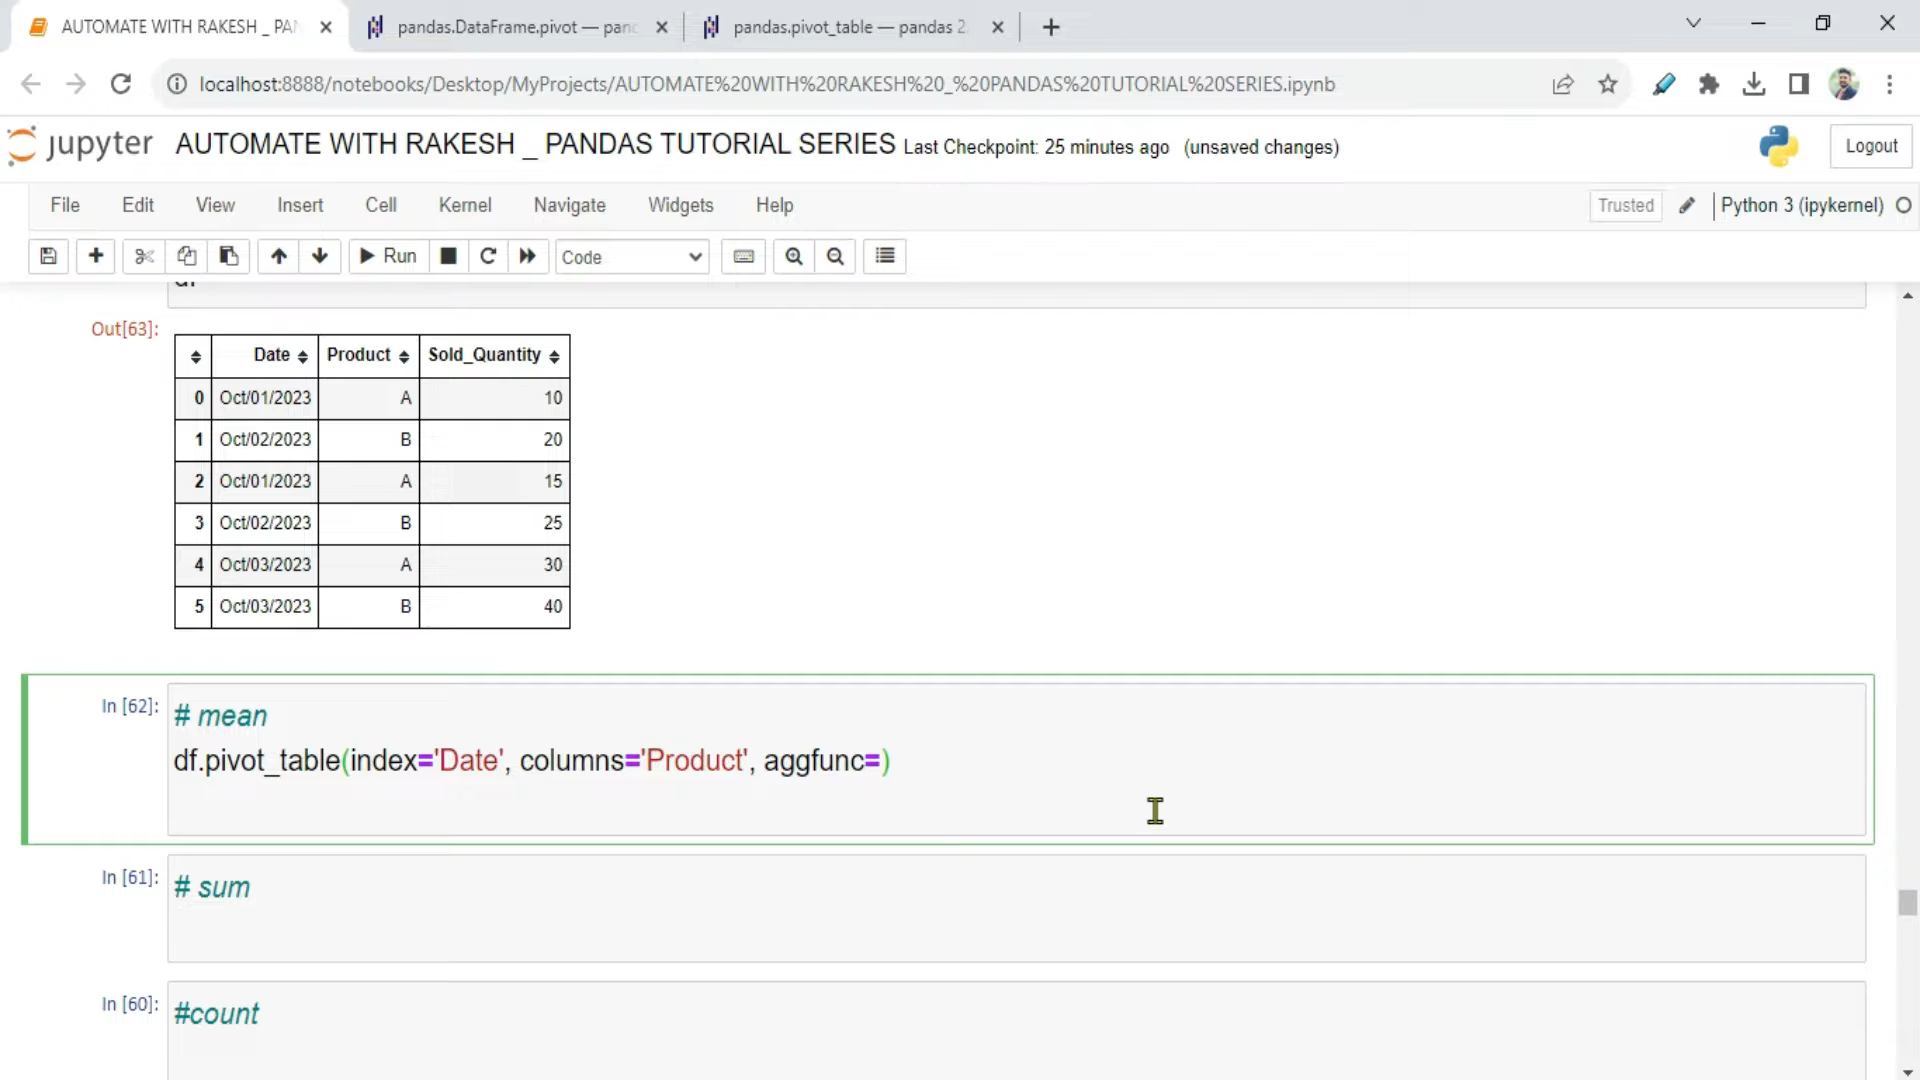 AUTOMATE WITH RAKESH _ PAN
pandas.DataFrame.pivot — pand
pandas.pivot_table — pandas 2.
localhost:8888/notebooks/Desktop/MyProjects/AUTOMATE%20WITH%20RAKESH%20_%20PANDAS%20TUTORIAL%20SERIES.ipynb
jupyter AUTOMATE WITH RAKESH _ PANDAS TUTORIAL SERIES Last Checkpoint: 25 minutes ago (unsaved changes)
Logout
File Edit View Insert Cell Kernel Navigate Widgets Help
Trusted Python 3 (ipykernel)
Run Code
df
Out[63]:
Date Product Sold_Quantity
0 Oct/01/2023 A 10
1 Oct/02/2023 B 20
2 Oct/01/2023 A 15
3 Oct/02/2023 B 25
4 Oct/03/2023 A 30
5 Oct/03/2023 B 40
In [62]: # mean
df.pivot_table(index='Date', columns='Product', aggfunc=)
In [61]: # sum
In [60]: #count